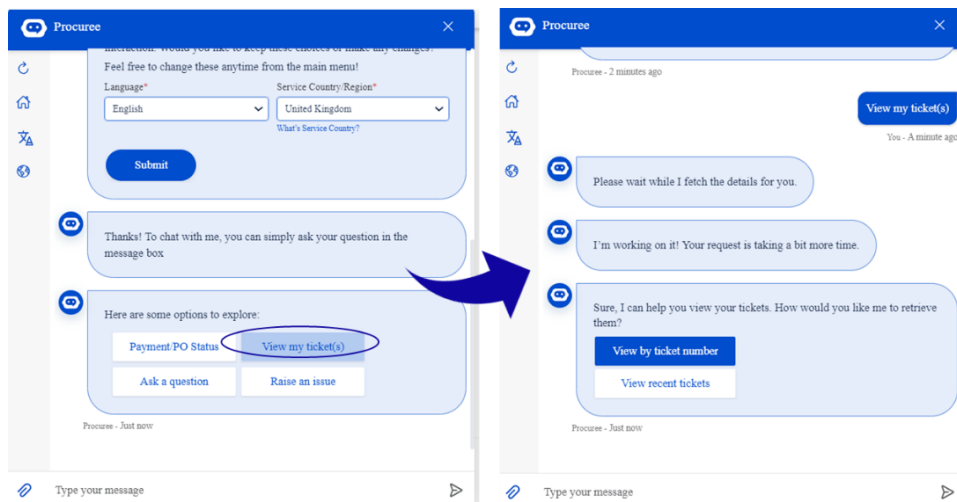 Procuree
interaction. Would you like to keep these choices or make any changes?
Feel free to change these anytime from the main menu!
Language*
Service Country/Region*
English
United Kingdom
What's Service Country?
Submit
Thanks! To chat with me, you can simply ask your question in the
message box
Here are some options to explore:
Payment/PO Status
View my ticket(s)
Ask a question
Raise an issue
Procuree - Just now
Type your message
Procuree
Procuree - 2 minutes ago
View my ticket(s)
You - A minute ago
Please wait while I fetch the details for you.
I'm working on it! Your request is taking a bit more time.
Sure, I can help you view your tickets. How would you like me to retrieve
them?
View by ticket number
View recent tickets
Procuree - Just now
Type your message